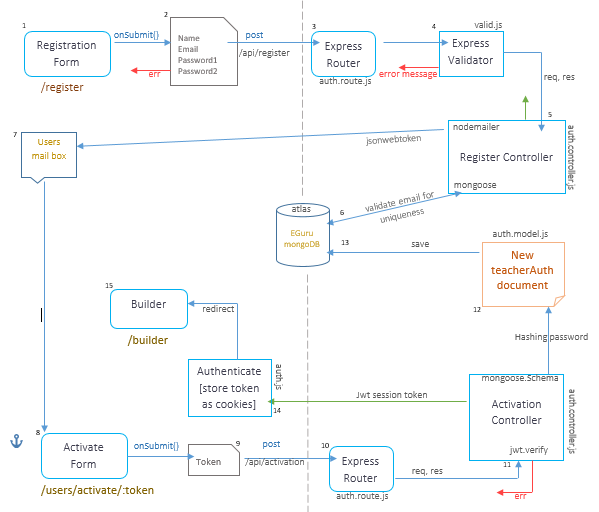 1
Registration
Form
/register
onSubmit{}
err
2
Name
Email
Password1
Password2
post
/api/register
3
Express
Router
auth.route.js
error message
4
valid.js
Express
Validator
req, res
5
nodemailer
Register Controller
mongoose
auth.controller.js
jsonwebtoken
7
Users
mail box
6
validate email for
uniqueness
atlas
EGuru
mongoDB
13
save
auth.model.js
New
teacherAuth
document
12
Hashing password
15
Builder
/builder
redirect
Authenticate
[store token
as cookies]
14
auth.js
Jwt session token
mongoose.Schema
Activation
Controller
jwt.verify
11
auth.controller.js
err
8
Activate
Form
/users/activate/:token
onSubmit{}
9
Token
post
/api/activation
10
Express
Router
auth.route.js
req, res